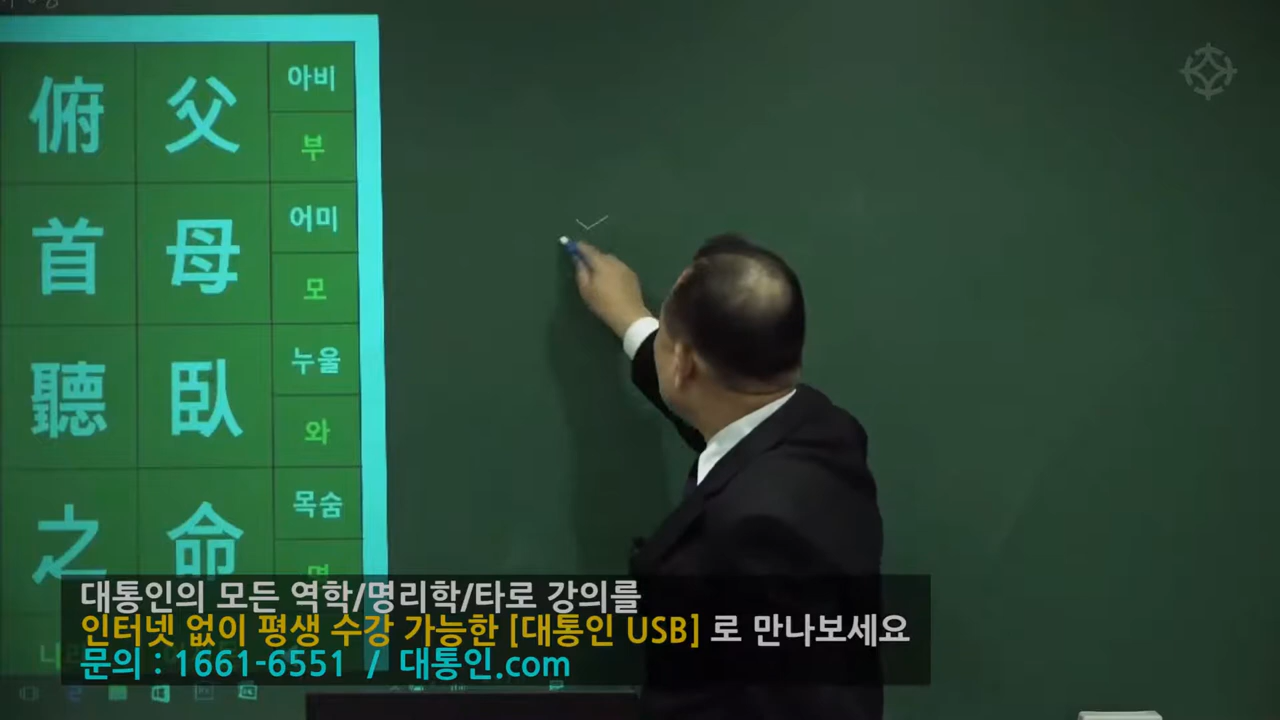 俯 父 아비
부
首 母 어미
모
聽 臥 누울
와
之 命 목숨
명
대통인의 모든 역학/명리학/타로 강의를
인터넷 없이 평생 수강 가능한 [대통인 USB] 로 만나보세요
문의 : 1661-6551 / 대통인.com